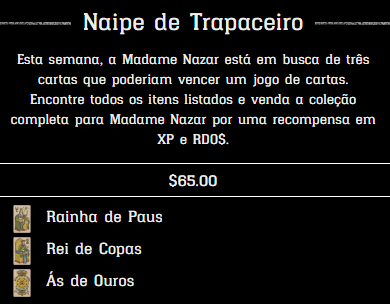 Naipe de Trapaceiro
Esta semana, a Madame Nazar está em busca de três
cartas que poderiam vencer um jogo de cartas.
Encontre todos os itens listados e venda a coleção
completa para Madame Nazar por uma recompensa em
XP e RDO$.
$65.00
Rainha de Paus
Rei de Copas
Ás de Ouros